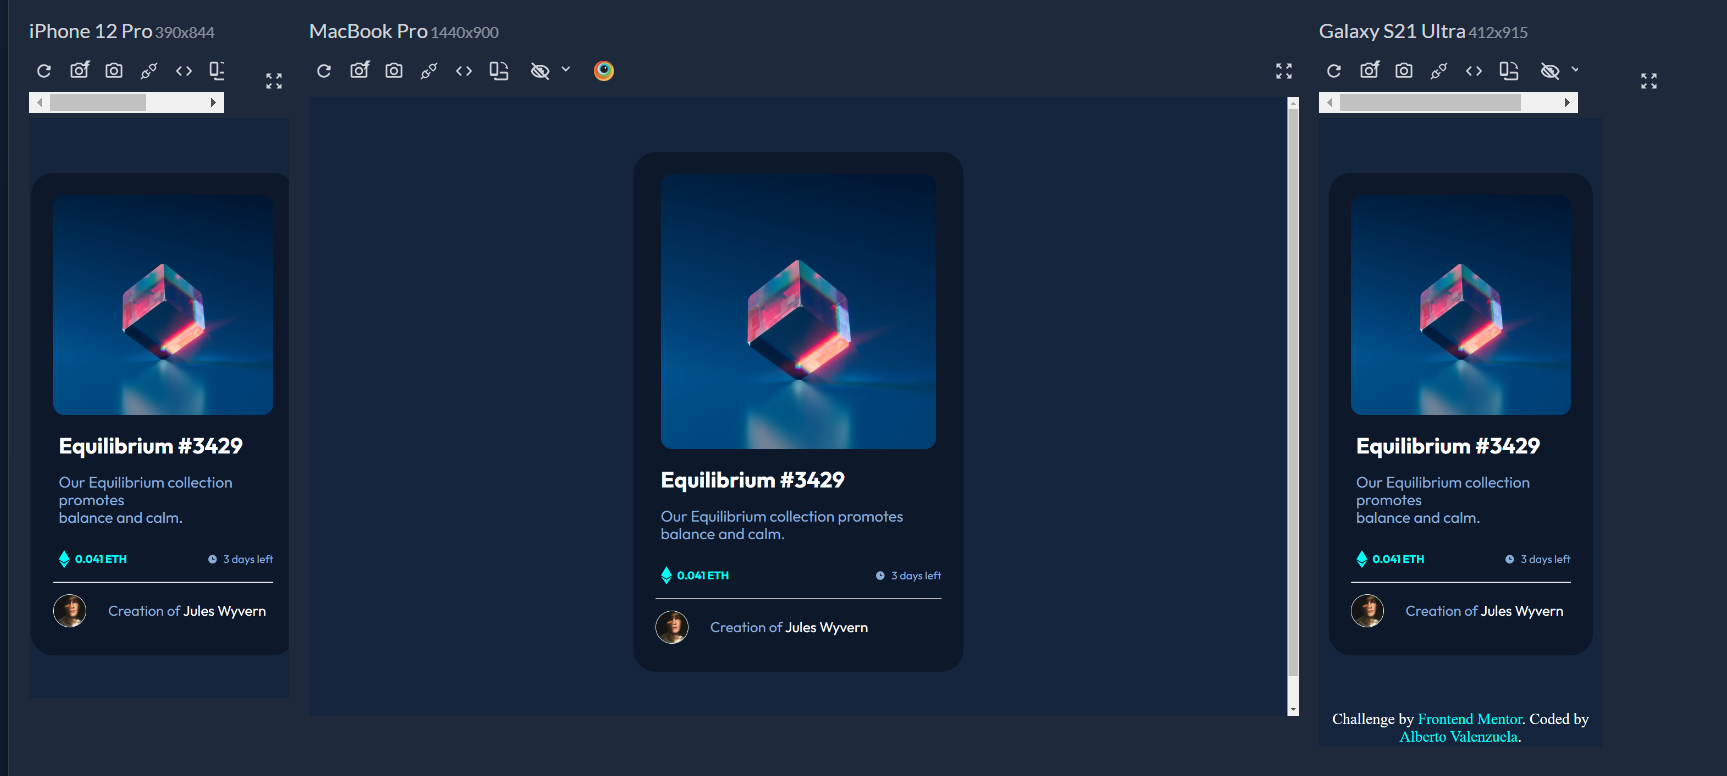 iPhone 12 Pro 390x844
Equilibrium #3429
Our Equilibrium collection
promotes
balance and calm.
0.041 ETH 3 days left
Creation of Jules Wyvern
MacBook Pro 1440x900
Equilibrium #3429
Our Equilibrium collection promotes
balance and calm.
0.041 ETH 3 days left
Creation of Jules Wyvern
Galaxy S21 Ultra 412x915
Equilibrium #3429
Our Equilibrium collection
promotes
balance and calm.
0.041 ETH 3 days left
Creation of Jules Wyvern
Challenge by Frontend Mentor. Coded by
Alberto Valenzuela.